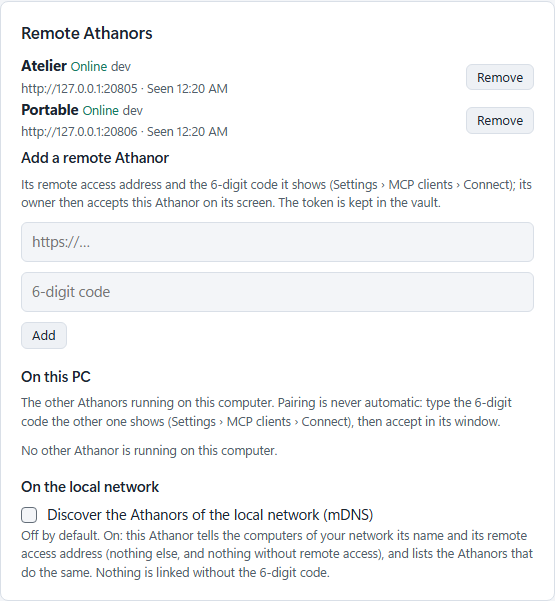 Remote Athanors
Atelier Online dev
http://127.0.0.1:20805 · Seen 12:20 AM
Remove
Portable Online dev
http://127.0.0.1:20806 · Seen 12:20 AM
Remove
Add a remote Athanor
Its remote access address and the 6-digit code it shows (Settings › MCP clients › Connect); its
owner then accepts this Athanor on its screen. The token is kept in the vault.
https://...
6-digit code
Add
On this PC
The other Athanors running on this computer. Pairing is never automatic: type the 6-digit
code the other one shows (Settings › MCP clients › Connect), then accept in its window.
No other Athanor is running on this computer.
On the local network
Discover the Athanors of the local network (mDNS)
Off by default. On: this Athanor tells the computers of your network its name and its remote
access address (nothing else, and nothing without remote access), and lists the Athanors that
do the same. Nothing is linked without the 6-digit code.